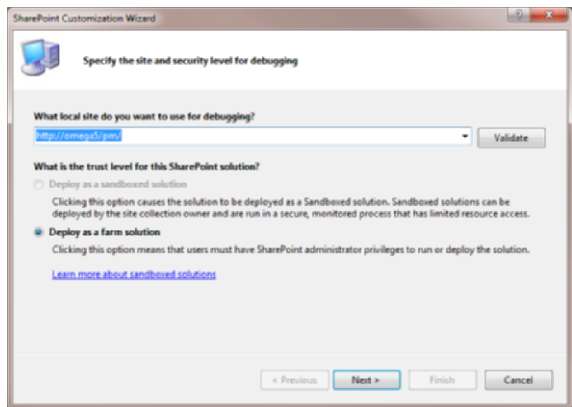 SharePoint Customization Wizard
Specify the site and security level for debugging
What local site do you want to use for debugging?
http://omega5/pm/
Validate
What is the trust level for this SharePoint solution?
Deploy as a sandboxed solution
Clicking this option causes the solution to be deployed as a Sandboxed solution. Sandboxed solutions can be
deployed by the site collection owner and are run in a secure, monitored process that has limited resource access.
Deploy as a farm solution
Clicking this option means that users must have SharePoint administrator privileges to run or deploy the solution.
Learn more about sandboxed solutions
< Previous Next > Finish Cancel